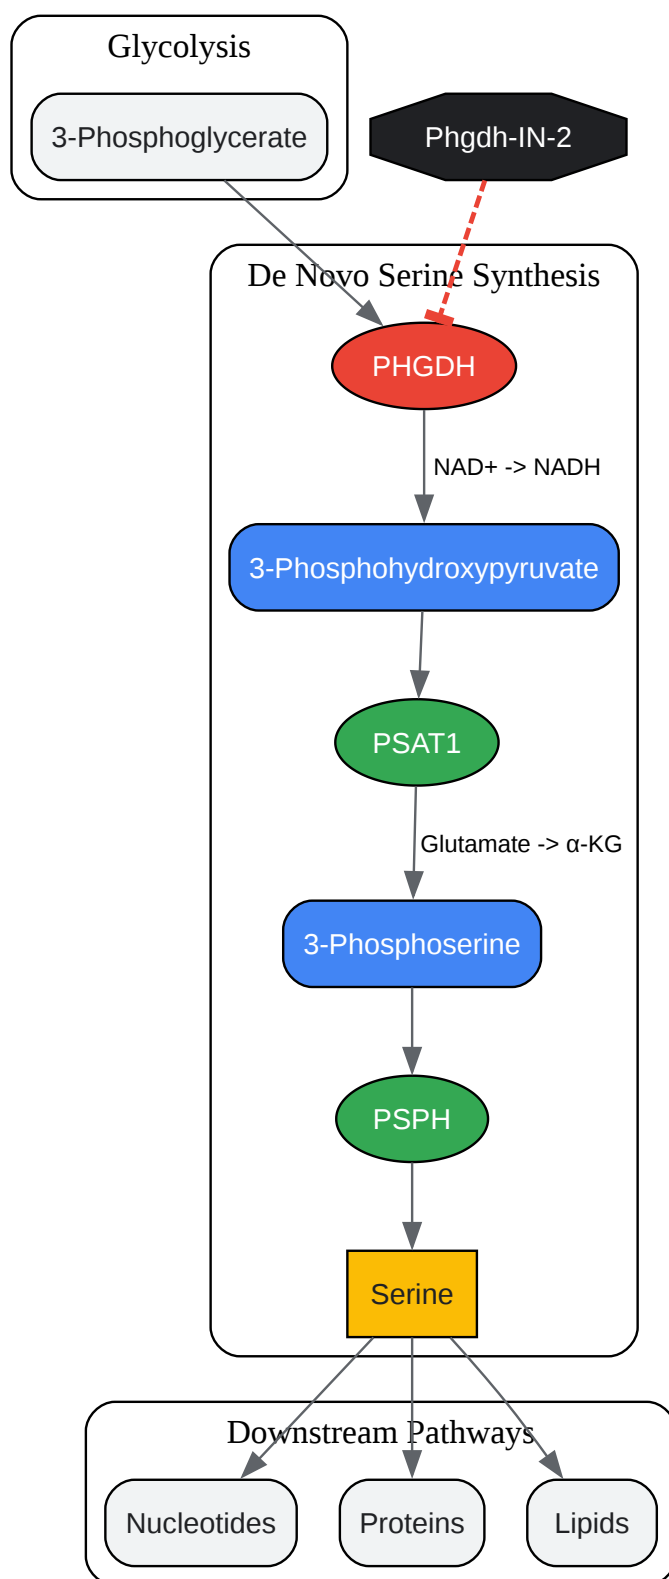 Glycolysis
3-Phosphoglycerate
Phgdh-IN-2
De Novo Serine Synthesis
PHGDH
NAD+ -> NADH
3-Phosphohydroxypyruvate
PSAT1
Glutamate -> α-KG
3-Phosphoserine
PSPH
Serine
Downstream Pathways
Nucleotides
Proteins
Lipids